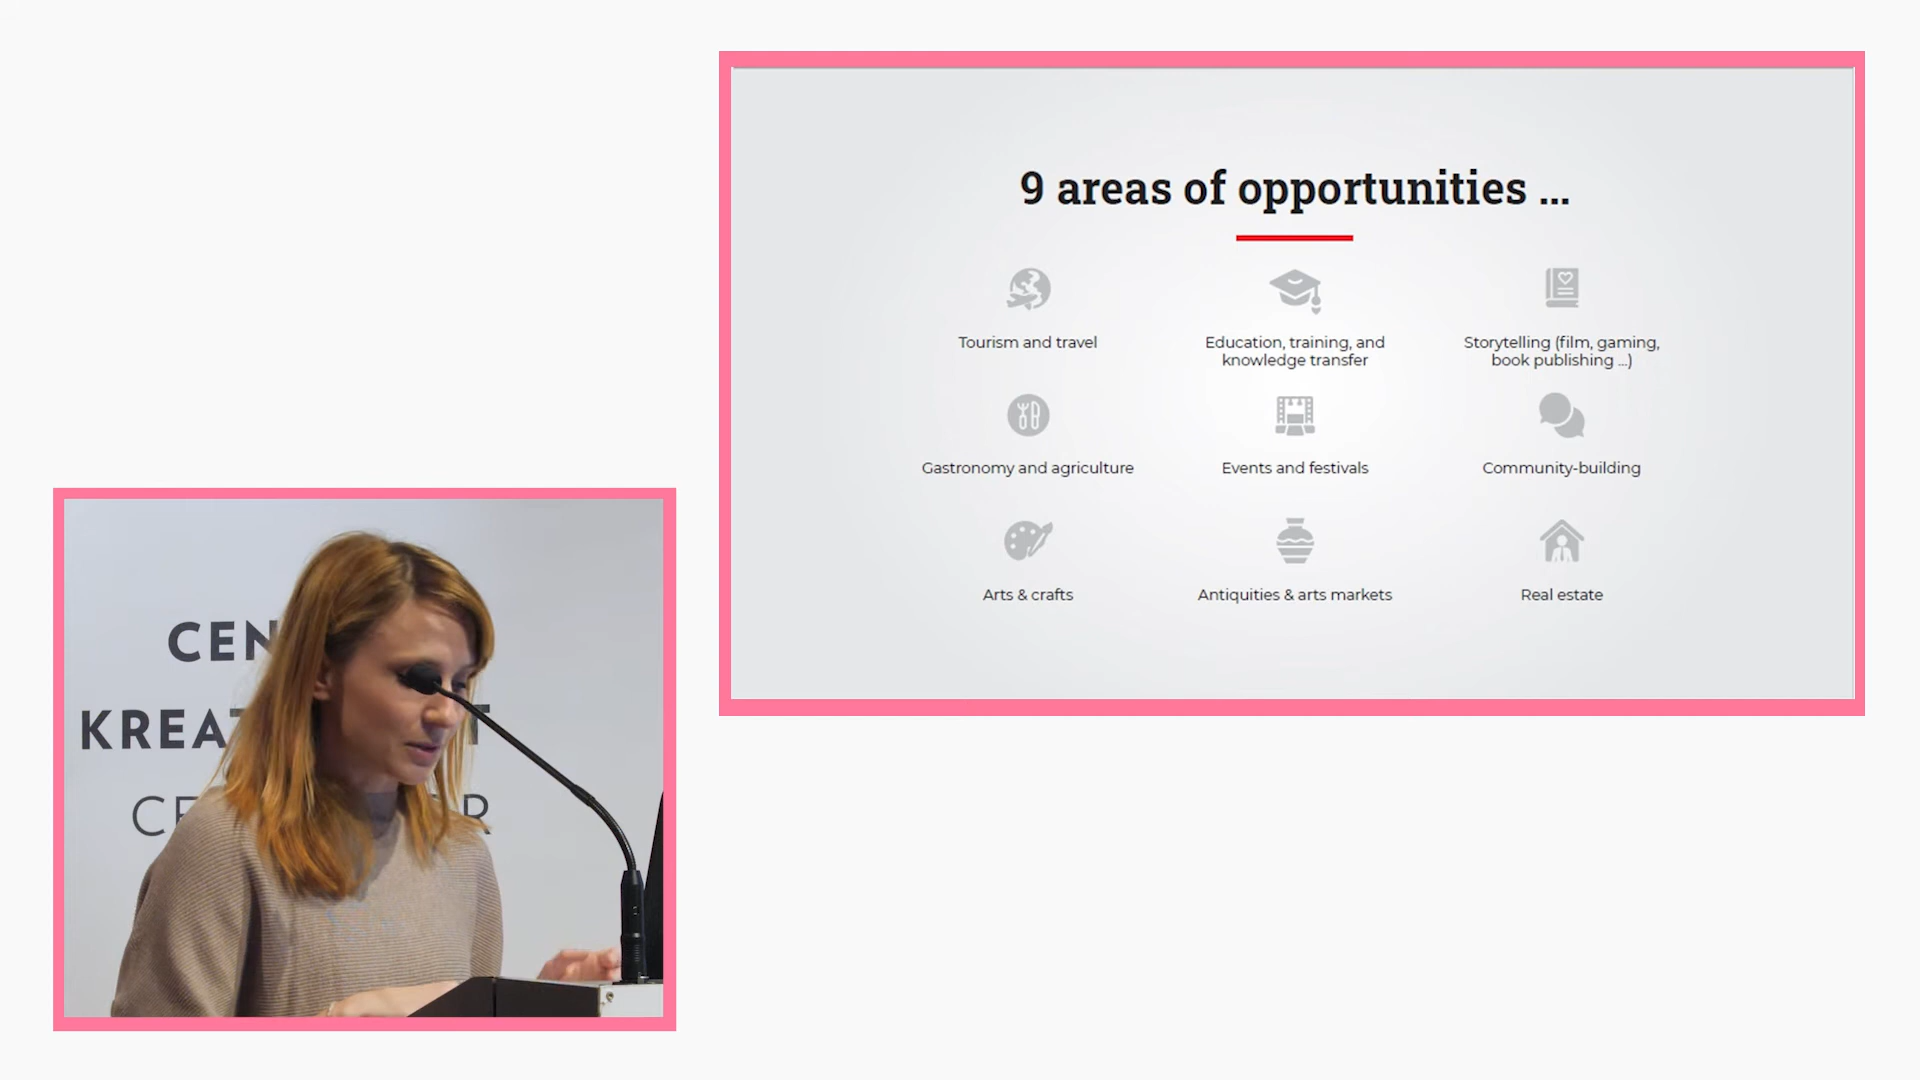 9 areas of opportunities ...
Tourism and travel
Education, training, and
knowledge transfer
Storytelling (film, gaming,
book publishing ...)
Gastronomy and agriculture
Events and festivals
Community-building
Arts & crafts
Antiquities & arts markets
Real estate
CEN
KREA